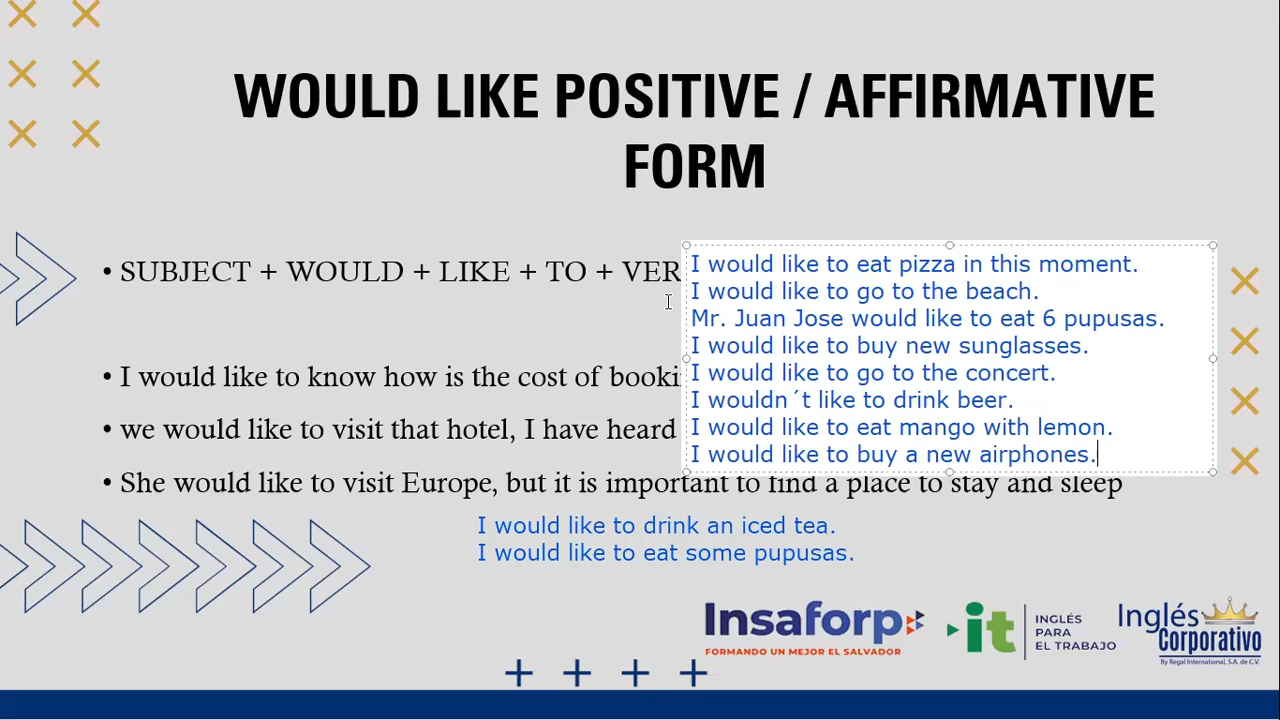 WOULD LIKE POSITIVE / AFFIRMATIVE
FORM
• SUBJECT + WOULD + LIKE + TO + VER
• I would like to know how is the cost of booki
• we would like to visit that hotel, I have heard
• She would like to visit Europe, but it is important to find a place to stay and sleep
I would like to eat pizza in this moment.
I would like to go to the beach.
Mr. Juan Jose would like to eat 6 pupusas.
I would like to buy new sunglasses.
I would like to go to the concert.
I wouldn´t like to drink beer.
I would like to eat mango with lemon.
I would like to buy a new airphones.
I would like to drink an iced tea.
I would like to eat some pupusas.
Insaforp
FORMANDO UN MEJOR EL SALVADOR
it
INGLÉS
PARA
EL TRABAJO
Inglés
Corporativo
By Regal International, S.A. de C.V.